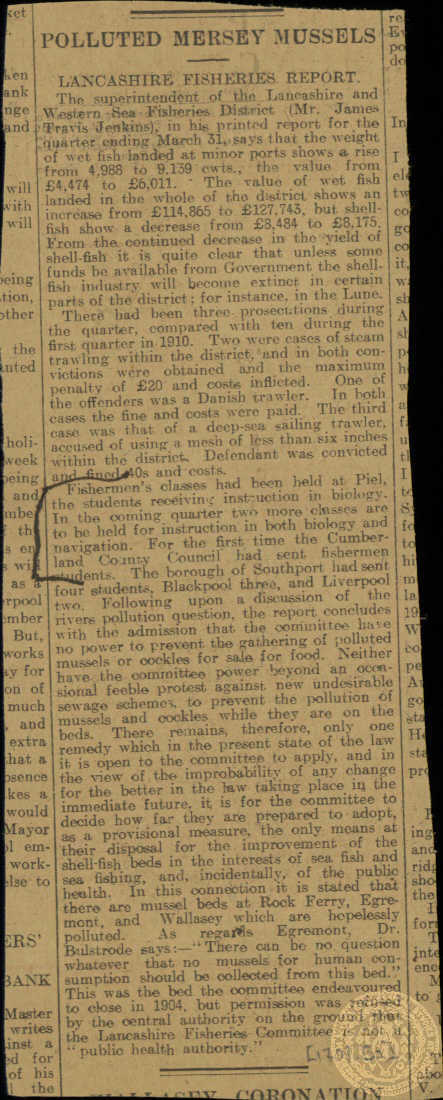 POLLUTED MERSEY MUSSELS
LANCASHIRE FISHERIES REPORT.
The superintendent of the Lancashire and
Western Sea Fisheries District (Mr. James
Travis Jenkins), in his printed report for the
quarter ending March 31, says that the weight
of wet fish landed at minor ports shows a rise
from 4,988 to 9,139 cwts., the value from
£4,474 to £6,011. The value of wet fish
landed in the whole of the district shows an
increase from £114,865 to £127,743, but shell-
fish show a decrease from £8,484 to £8,175.
From the continued decrease in the yield of
shell-fish it is quite clear that unless some
funds be available from Government the shell-
fish industry will become extinct in certain
parts of the district; for instance, in the Lune.
There had been three prosecutions during
the quarter, compared with ten during the
first quarter in 1910. Two were cases of steam
trawling within the district, and in both con-
victions were obtained and the maximum
penalty of £20 and costs inflicted. One of
the offenders was a Danish trawler. In both
cases the fine and costs were paid. The third
case was that of a deep-sea sailing trawler,
accused of using a mesh of less than six inches
within the district. Defendant was convicted
and fined 40s and costs.
Fishermen's classes had been held at Piel,
the students receiving instruction in biology.
In the coming quarter two more classes are
to be held for instruction in both biology and
navigation. For the first time the Cumber-
land County Council had sent fishermen
students. The borough of Southport had sent
four students, Blackpool three, and Liverpool
two. Following upon a discussion of the
rivers pollution question, the report concludes
with the admission that the committee have
no power to prevent the gathering of polluted
mussels or cockles for sale for food. Neither
have the committee power beyond an occa-
sional feeble protest against new undesirable
sewage schemes, to prevent the pollution of
mussels and cockles while they are on the
beds. There remains, therefore, only one
remedy which in the present state of the law
it is open to the committee to apply, and in
the view of the improbability of any change
for the better in the law taking place in the
immediate future, it is for the committee to
decide how far they are prepared to adopt,
as a provisional measure, the only means at
their disposal for the improvement of the
shell-fish beds in the interests of sea fish and
sea fishing, and, incidentally, of the public
health. In this connection it is stated that
there are mussel beds at Rock Ferry, Egre-
mont, and Wallasey which are hopelessly
polluted. As regards Egremont, Dr.
Bulstrode says:—"There can be no question
whatever that no mussels for human con-
sumption should be collected from this bed."
This was the bed the committee endeavoured
to close in 1904, but permission was refused
by the central authority on the ground that
the Lancashire Fisheries Committee is not a
"public health authority."
WALLASEY CORONATION